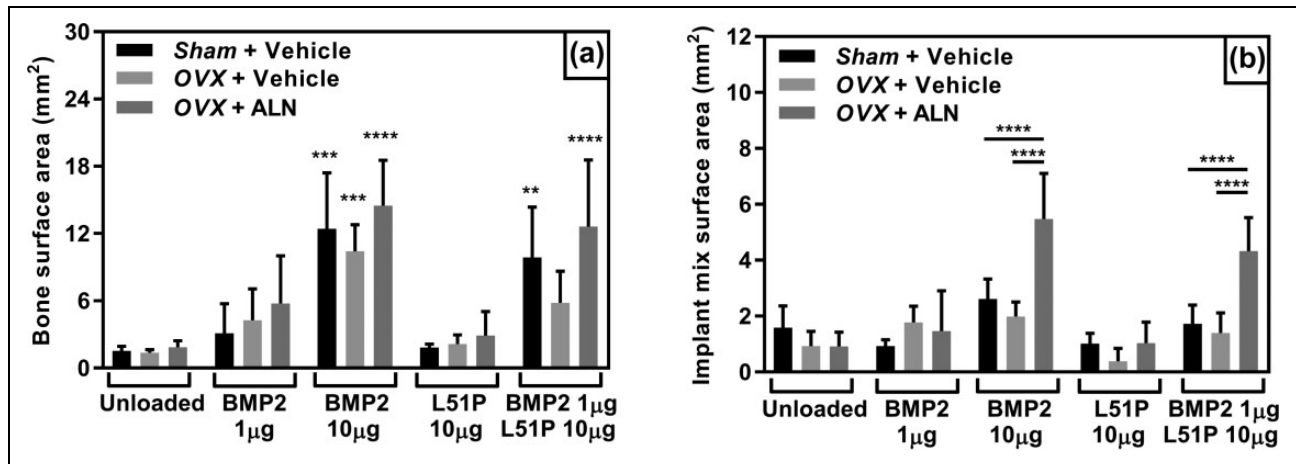 (a)
Sham + Vehicle
OVX + Vehicle
OVX + ALN
Bone surface area (mm²)
30
24
18
12
6
0
***
***
****
**
****
Unloaded
BMP2
1μg
BMP2
10μg
L51P
10μg
BMP2 1μg
L51P 10μg
(b)
Sham + Vehicle
OVX + Vehicle
OVX + ALN
Implant mix surface area (mm²)
12
10
8
6
4
2
0
****
****
****
****
Unloaded
BMP2
1μg
BMP2
10μg
L51P
10μg
BMP2 1μg
L51P 10μg